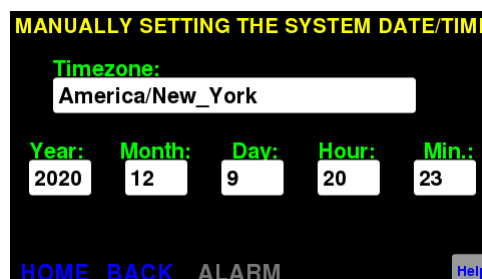 MANUALLY SETTING THE SYSTEM DATE/TIM
Timezone:
America/New_York
Year: Month: Day: Hour: Min.:
2020 12 9 20 23
HOME BACK ALARM Help